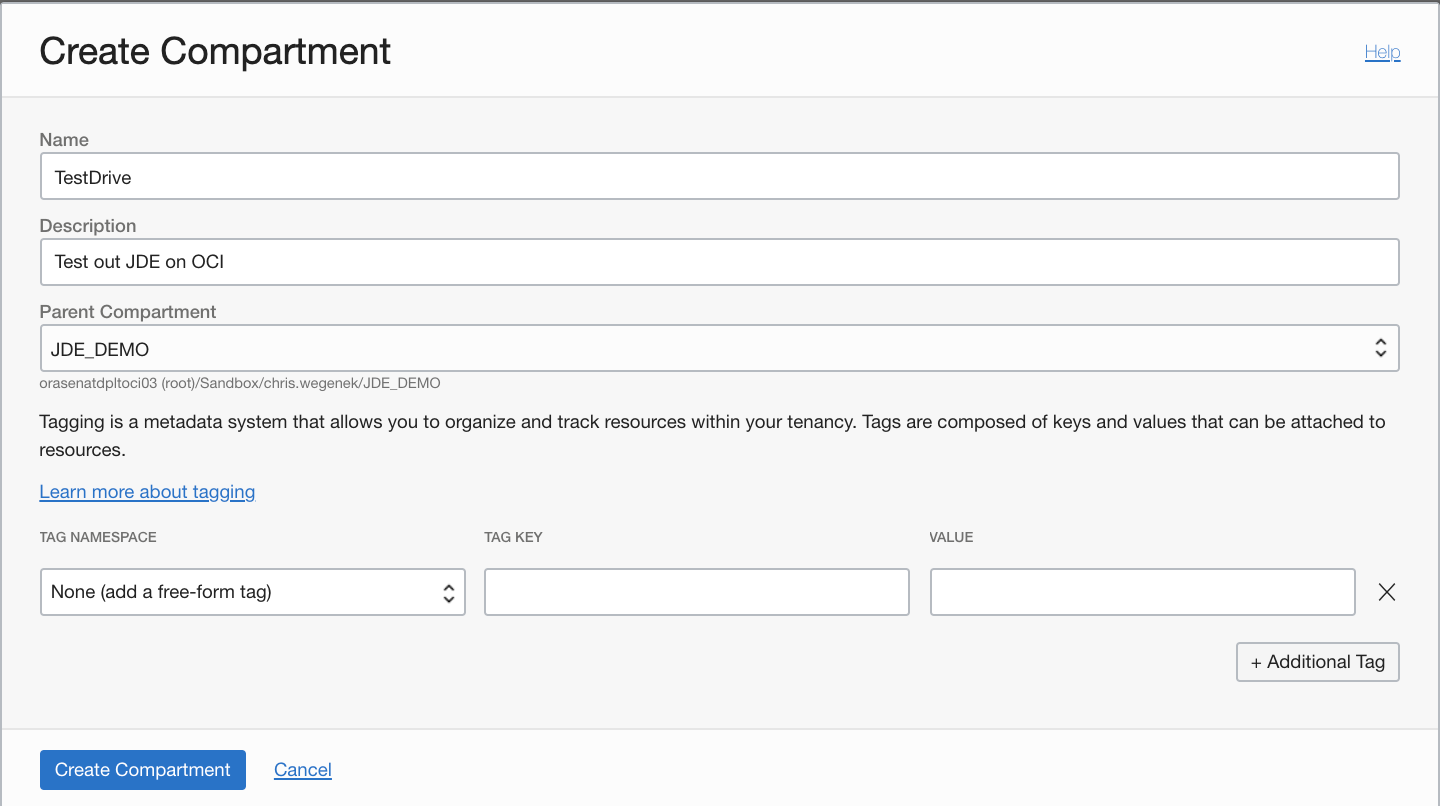 Create Compartment
Help
Name
TestDrive
Description
Test out JDE on OCI
Parent Compartment
JDE_DEMO
orasenatdpltoci03 (root)/Sandbox/chris.wegenek/JDE_DEMO
Tagging is a metadata system that allows you to organize and track resources within your tenancy. Tags are composed of keys and values that can be attached to
resources.
Learn more about tagging
TAG NAMESPACE
TAG KEY
VALUE
None (add a free-form tag)
+ Additional Tag
Create Compartment
Cancel